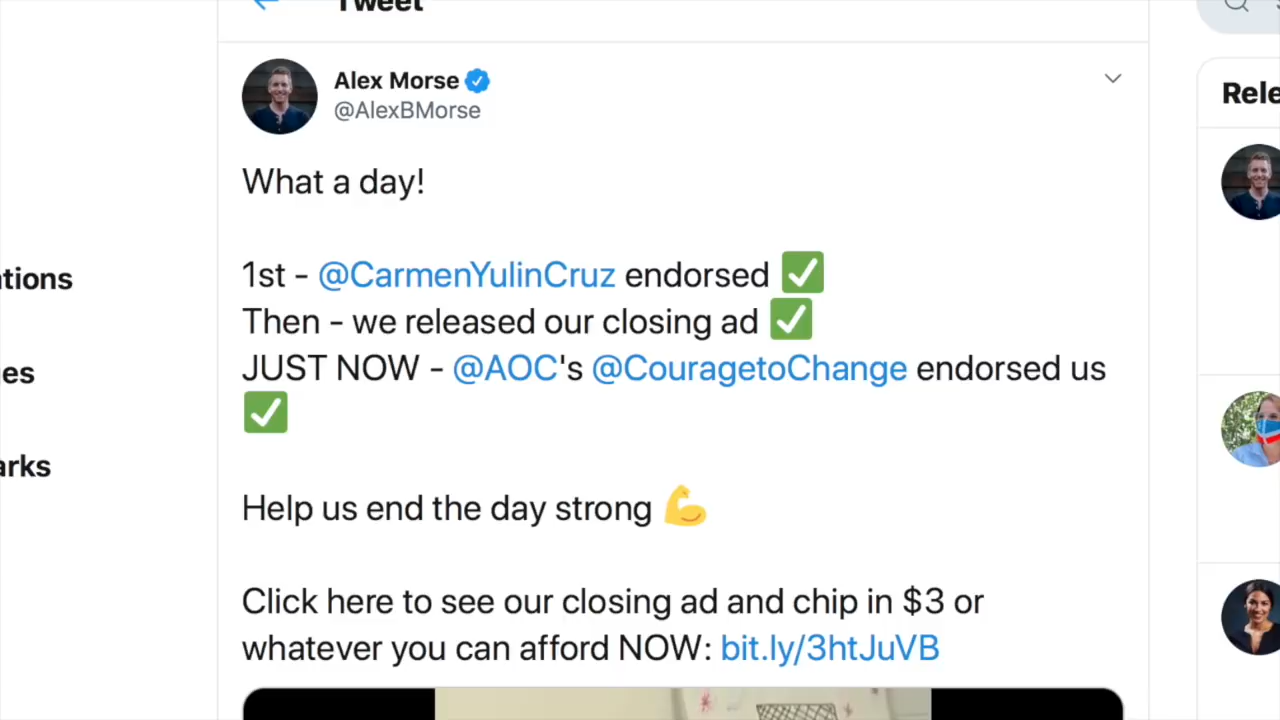 Tweet
Alex Morse
@AlexBMorse
What a day!
1st - @CarmenYulinCruz endorsed ✅
Then - we released our closing ad ✅
JUST NOW - @AOC's @CouragetoChange endorsed us
✅
Help us end the day strong 💪
Click here to see our closing ad and chip in $3 or
whatever you can afford NOW: bit.ly/3htJuVB
tions
es
arks
Rele